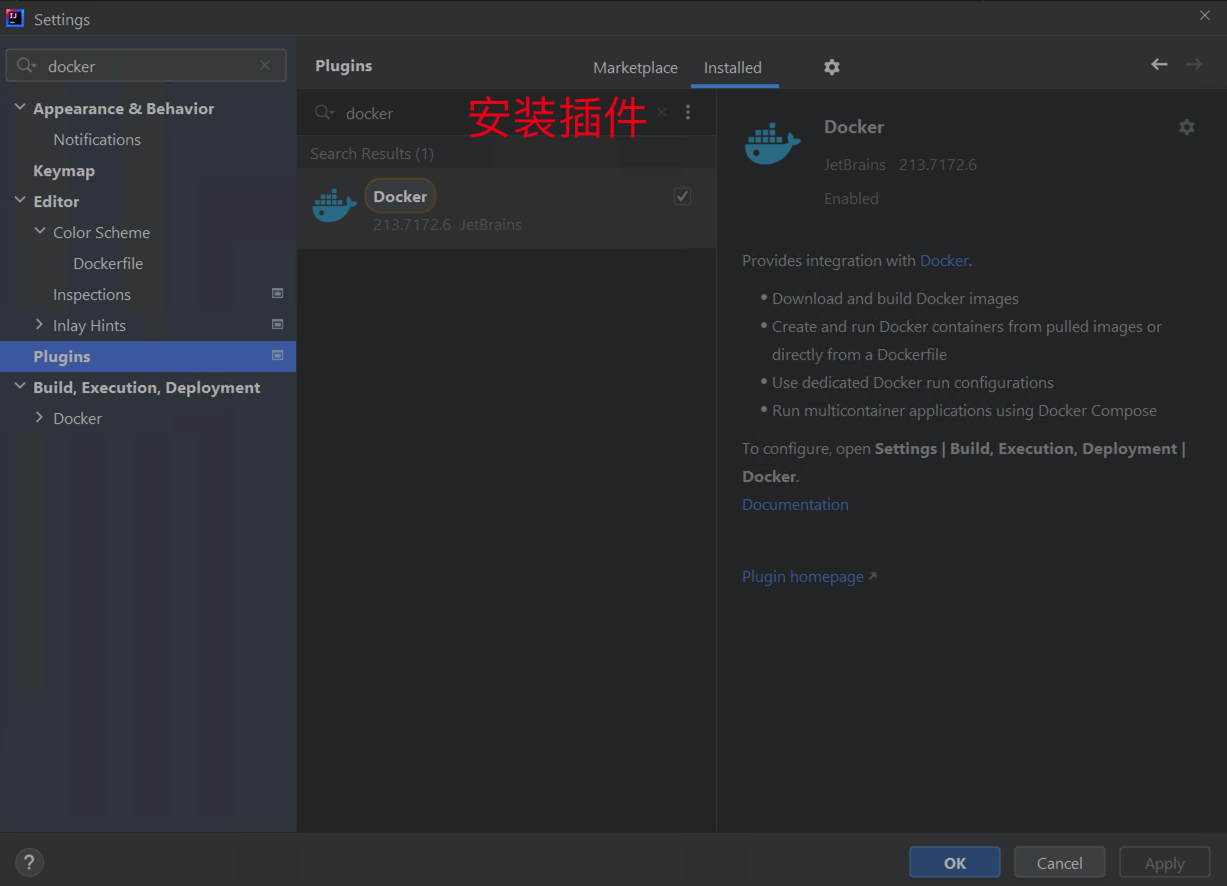 Settings
docker
Appearance & Behavior
Notifications
Keymap
Editor
Color Scheme
Dockerfile
Inspections
Inlay Hints
Plugins
Build, Execution, Deployment
Docker
Plugins
Marketplace
Installed
docker
安装插件
Search Results (1)
Docker
213.7172.6 JetBrains
Docker
JetBrains 213.7172.6
Enabled
Provides integration with Docker.
• Download and build Docker images
• Create and run Docker containers from pulled images or
directly from a Dockerfile
• Use dedicated Docker run configurations
• Run multicontainer applications using Docker Compose
To configure, open Settings | Build, Execution, Deployment |
Docker.
Documentation
Plugin homepage ↗
?
OK
Cancel
Apply